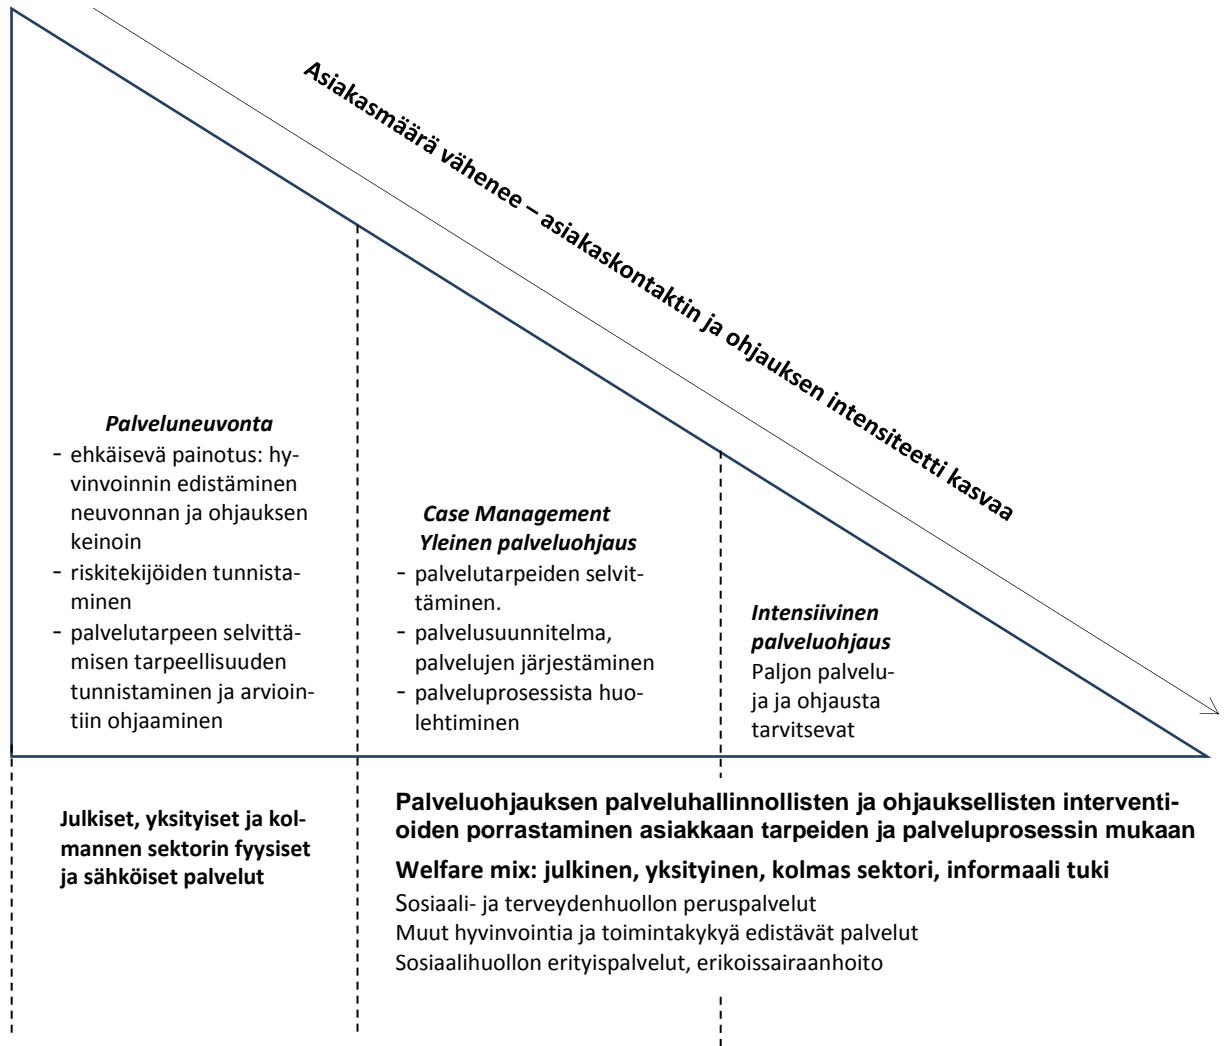 Asiakasmäärä vähenee – asiakaskontaktin ja ohjauksen intensiteetti kasvaa
Palveluneuvonta
- ehkäisevä painotus: hy-
vinvoinnin edistäminen
neuvonnan ja ohjauksen
keinoin
- riskitekijöiden tunnista-
minen
- palvelutarpeen selvittä-
misen tarpeellisuuden
tunnistaminen ja arvioin-
tiin ohjaaminen
Case Management
Yleinen palveluohjaus
- palvelutarpeiden selvit-
täminen.
- palvelusuunnitelma,
palvelujen järjestäminen
- palveluprosessista huo-
lehtiminen
Intensiivinen
palveluohjaus
Paljon palvelu-
ja ja ohjausta
tarvitsevat
Julkiset, yksityiset ja kol-
mannen sektorin fyysiset
ja sähköiset palvelut
Palveluohjauksen palveluhallinnollisten ja ohjauksellisten interventi-
oiden porrastaminen asiakkaan tarpeiden ja palveluprosessin mukaan
Welfare mix: julkinen, yksityinen, kolmas sektori, informaali tuki
Sosiaali- ja terveydenhuollon peruspalvelut
Muut hyvinvointia ja toimintakykyä edistävät palvelut
Sosiaalihuollon erityispalvelut, erikoissairaanhoito